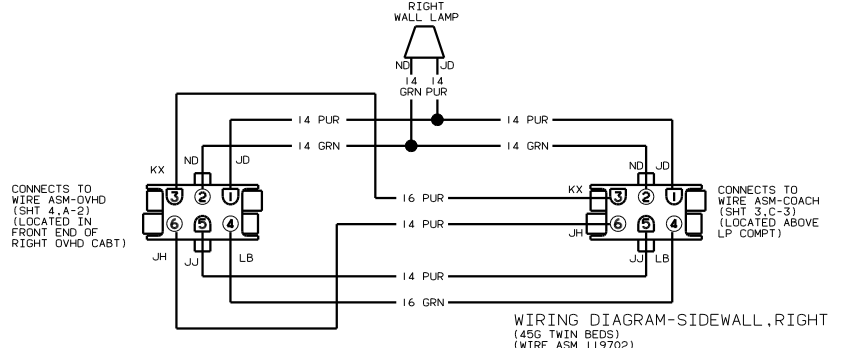 RIGHT
WALL LAMP
ND JD
14 14
GRN PUR
14 PUR 14 PUR
14 GRN 14 GRN
KX ND JD
ND JD
KX
3 2 1
3 2 1
16 PUR
6 5 4
6 5 4
14 PUR
JH
JH JJ LB
JJ LB
14 PUR
16 GRN
CONNECTS TO
WIRE ASM-OVHD
(SHT 4,A-2)
(LOCATED IN
FRONT END OF
RIGHT OVHD CABT)
CONNECTS TO
WIRE ASM-COACH
(SHT 3,C-3)
(LOCATED ABOVE
LP COMPT)
WIRING DIAGRAM-SIDEWALL,RIGHT
(45G TWIN BEDS)
(WIRE ASM 119702)